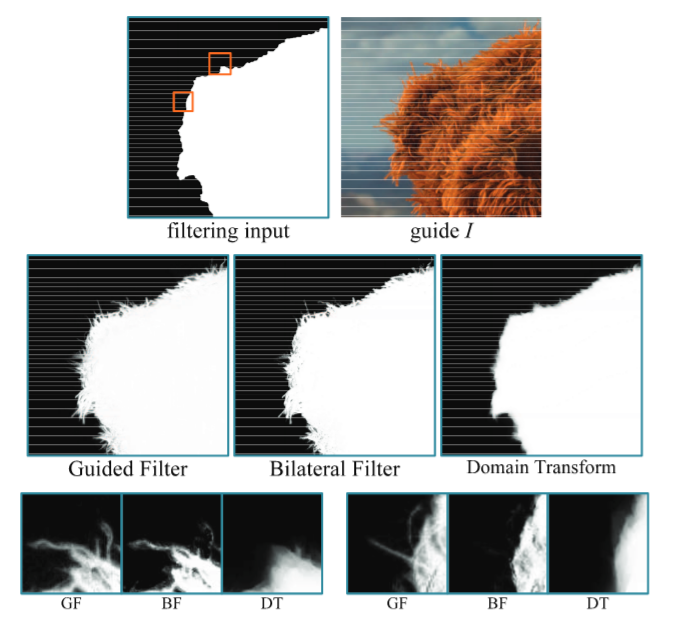 filtering input
guide I
Guided Filter
Bilateral Filter
Domain Transform
GF
BF
DT
GF
BF
DT